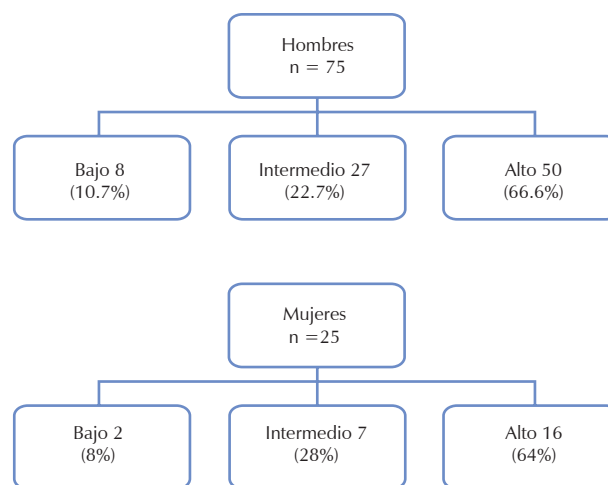 Hombres
n = 75
Bajo 8
(10.7%)
Intermedio 27
(22.7%)
Alto 50
(66.6%)
Mujeres
n =25
Bajo 2
(8%)
Intermedio 7
(28%)
Alto 16
(64%)